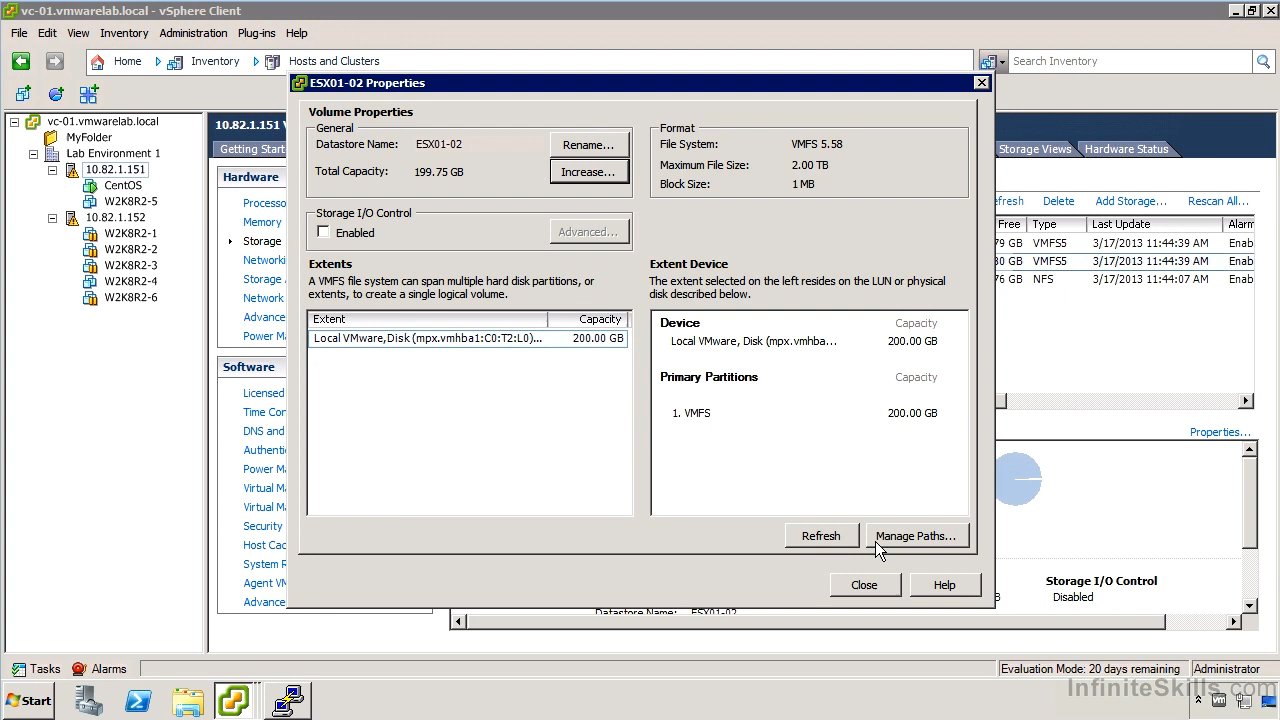 vc-01.vmwarelab.local - vSphere Client
File Edit View Inventory Administration Plug-ins Help
Home Inventory Hosts and Clusters Search Inventory
vc-01.vmwarelab.local
MyFolder
Lab Environment 1
10.82.1.151
CentOS
W2K8R2-5
10.82.1.152
W2K8R2-1
W2K8R2-2
W2K8R2-3
W2K8R2-4
W2K8R2-6
10.82.1.151 V
Getting Start
Storage Views Hardware Status
Hardware
Processo
Memory
Storage
Networki
Storage
Network
Advance
Power Ma
Software
Licensed
Time Con
DNS and
Authenti
Power Ma
Virtual M
Virtual M
Security
Host Cac
System R
Agent VM
Advance
ESX01-02 Properties
Volume Properties
General
Datastore Name: ESX01-02 Rename...
Total Capacity: 199.75 GB Increase...
Format
File System: VMFS 5.58
Maximum File Size: 2.00 TB
Block Size: 1 MB
Storage I/O Control
Enabled Advanced...
Extents
A VMFS file system can span multiple hard disk partitions, or
extents, to create a single logical volume.
Extent Capacity
Local VMware,Disk (mpx.vmhba1:C0:T2:L0)... 200.00 GB
Extent Device
The extent selected on the left resides on the LUN or physical
disk described below.
Device Capacity
Local VMware, Disk (mpx.vmhba... 200.00 GB
Primary Partitions Capacity
1. VMFS 200.00 GB
Refresh Manage Paths...
Close Help
efresh Delete Add Storage... Rescan All...
Free Type Last Update Alarm
79 GB VMFS5 3/17/2013 11:44:39 AM Enab
30 GB VMFS5 3/17/2013 11:44:39 AM Enab
76 GB NFS 3/17/2013 11:44:07 AM Enab
Properties...
Storage I/O Control
B Disabled
Datastore Name: ESX01-02
Tasks Alarms Evaluation Mode: 20 days remaining Administrator
Start
InfiniteSkills.com